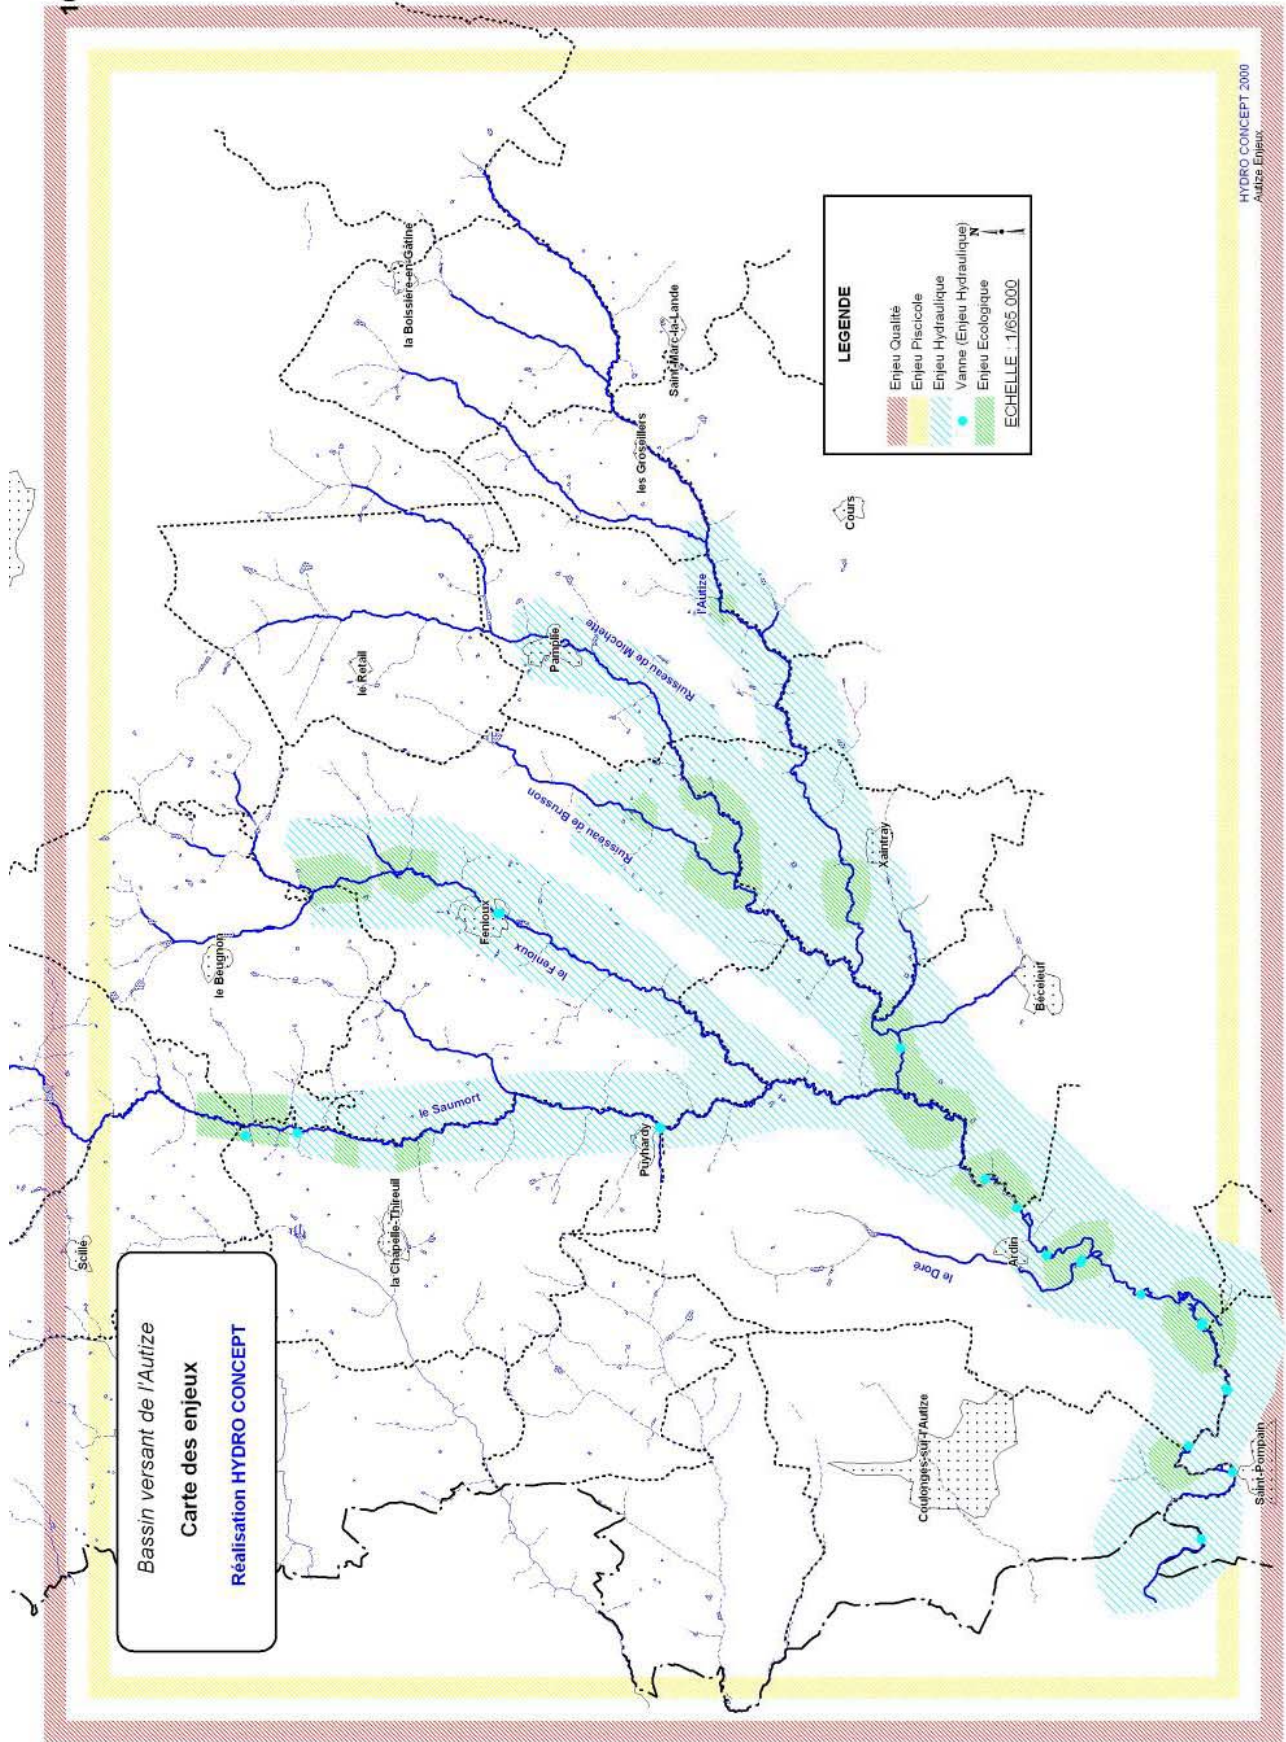 Bassin versant de l'Autize
Carte des enjeux
Réalisation HYDRO CONCEPT
Scillé
le Beugnon
la Chapelle-Thireuil
le Saumort
Fenioux
le Fenioux
Puyhardy
le Retail
Pamplie
Ruisseau de Miochette
Ruisseau de Brusson
la Boissière-en-Gâtine
Saint-Marc-la-Lande
les Groseillers
l'Autize
Cours
Xaintray
Béceleuf
Ardin
le Doré
Coulonges-sur-l'Autize
Saint-Pompain
LEGENDE
Enjeu Qualité
Enjeu Piscicole
Enjeu Hydraulique
Vanne (Enjeu Hydraulique)
Enjeu Ecologique
ECHELLE : 1/65 000
N
HYDRO CONCEPT 2000
Autize Enjeux